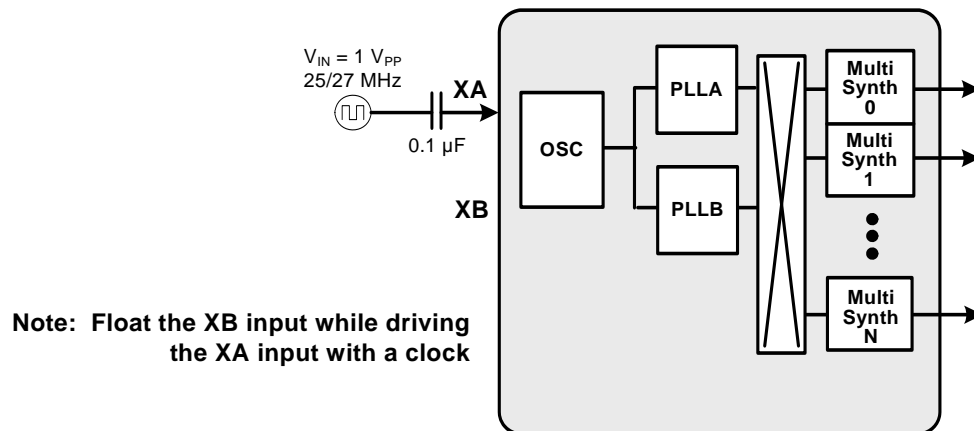 V_IN = 1 V_PP
25/27 MHz
XA
0.1 µF
XB
OSC
PLLA
PLLB
Multi
Synth
0
Multi
Synth
1
Multi
Synth
N
Note: Float the XB input while driving
the XA input with a clock